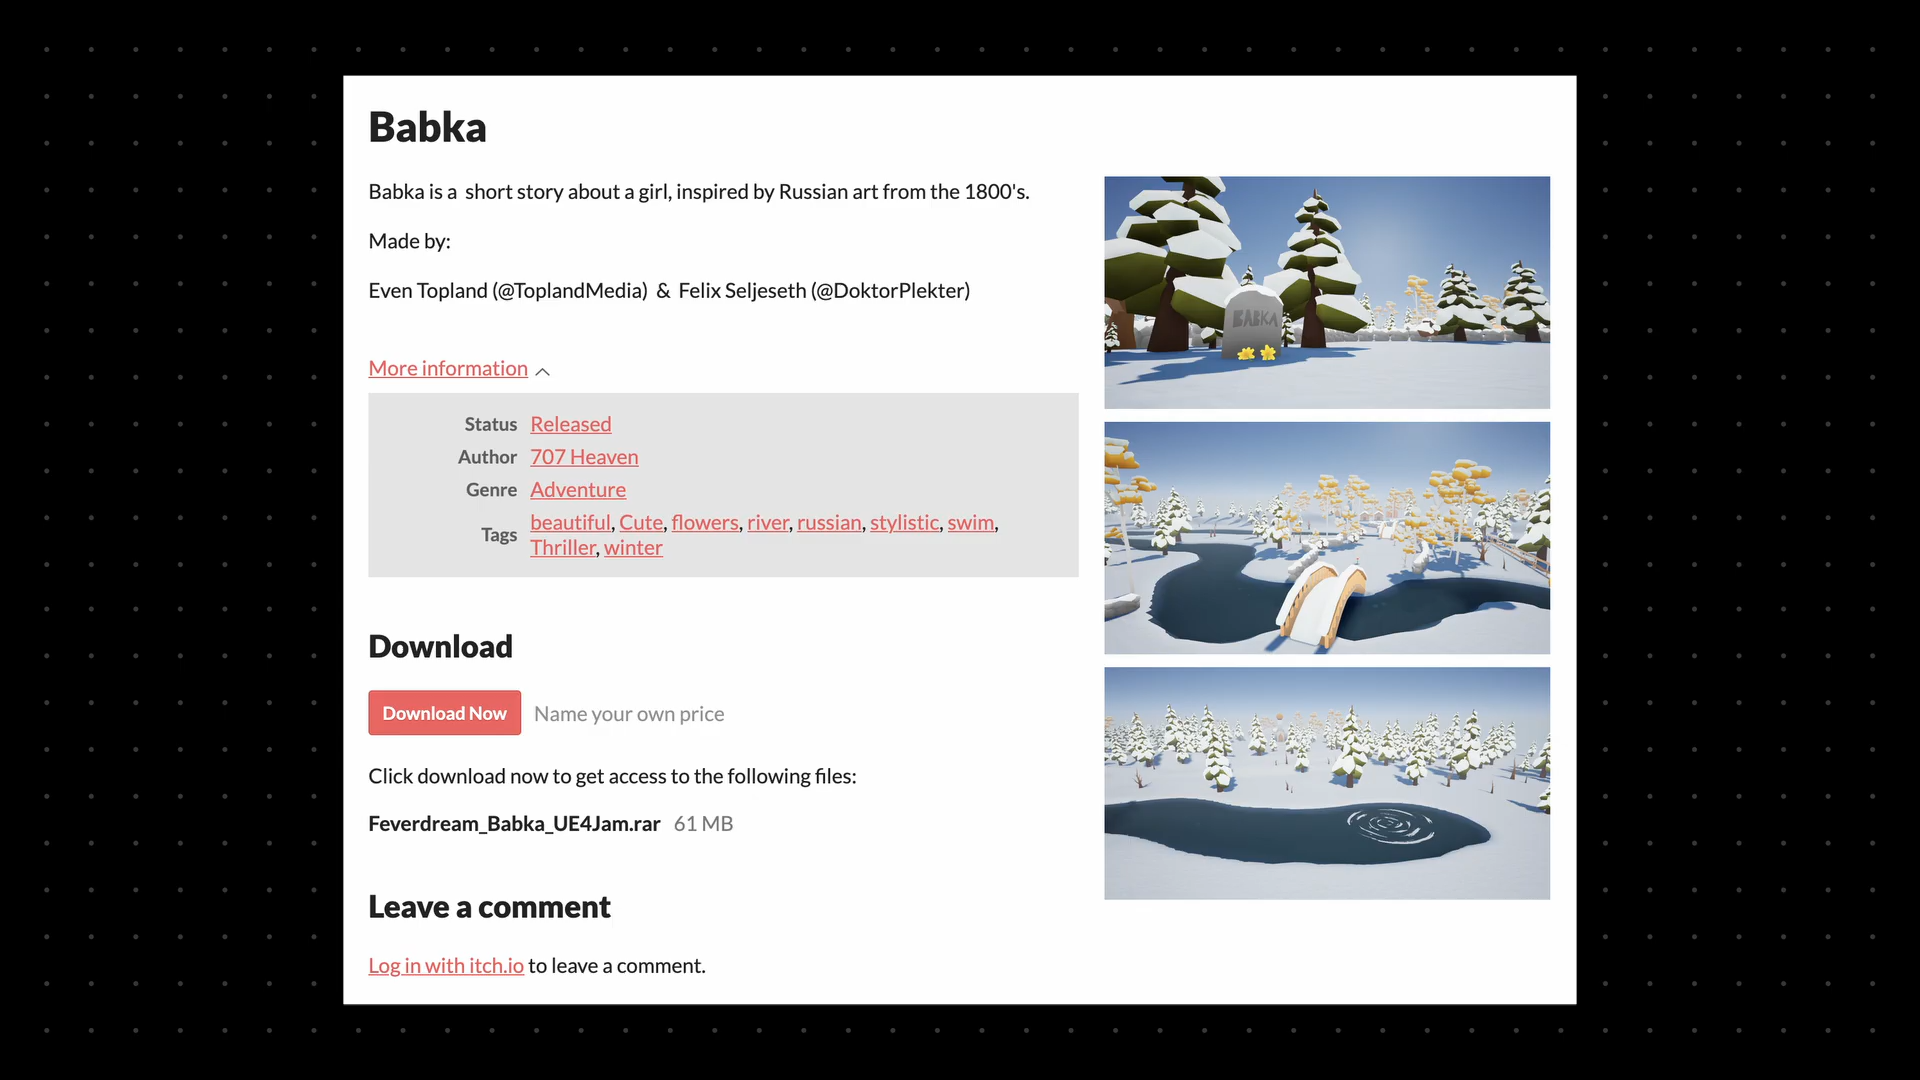 Babka
Babka is a  short story about a girl, inspired by Russian art from the 1800's.
Made by:
Even Topland (@ToplandMedia)  &  Felix Seljeseth (@DoktorPlekter)
More information
Status Released
Author 707 Heaven
Genre Adventure
Tags beautiful, Cute, flowers, river, russian, stylistic, swim,
Thriller, winter
Download
Download Now Name your own price
Click download now to get access to the following files:
Feverdream_Babka_UE4Jam.rar 61 MB
Leave a comment
Log in with itch.io to leave a comment.
BABKA